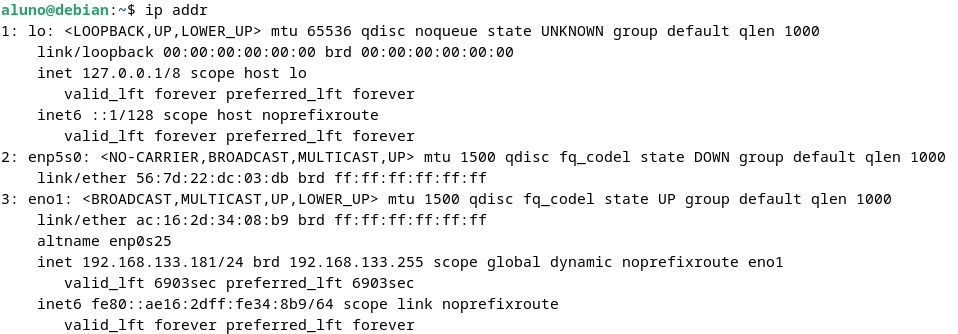 aluno@debian:~$ ip addr
1: lo: <LOOPBACK,UP,LOWER_UP> mtu 65536 qdisc noqueue state UNKNOWN group default qlen 1000
    link/loopback 00:00:00:00:00:00 brd 00:00:00:00:00:00
    inet 127.0.0.1/8 scope host lo
       valid_lft forever preferred_lft forever
    inet6 ::1/128 scope host noprefixroute
       valid_lft forever preferred_lft forever
2: enp5s0: <NO-CARRIER,BROADCAST,MULTICAST,UP> mtu 1500 qdisc fq_codel state DOWN group default qlen 1000
    link/ether 56:7d:22:dc:03:db brd ff:ff:ff:ff:ff:ff
3: eno1: <BROADCAST,MULTICAST,UP,LOWER_UP> mtu 1500 qdisc fq_codel state UP group default qlen 1000
    link/ether ac:16:2d:34:08:b9 brd ff:ff:ff:ff:ff:ff
    altname enp0s25
    inet 192.168.133.181/24 brd 192.168.133.255 scope global dynamic noprefixroute eno1
       valid_lft 6903sec preferred_lft 6903sec
    inet6 fe80::ae16:2dff:fe34:8b9/64 scope link noprefixroute
       valid_lft forever preferred_lft forever